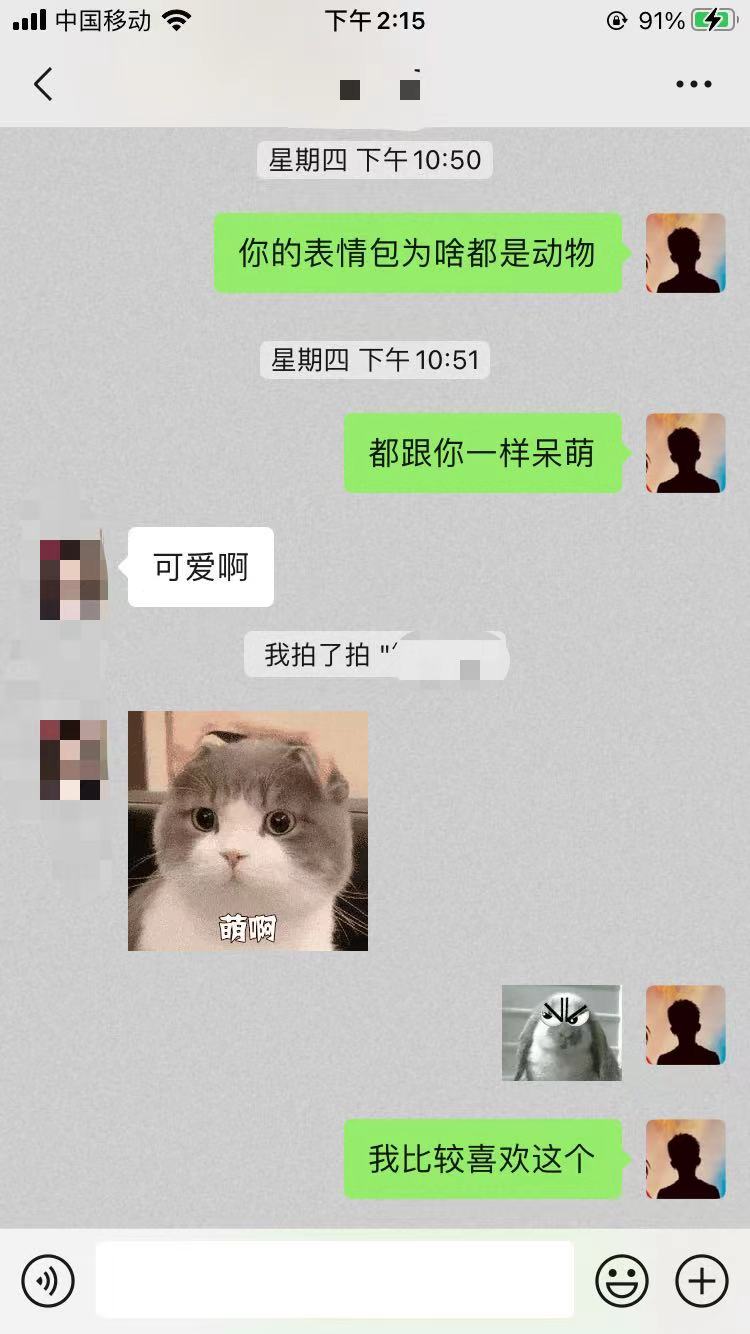 中国移动
下午2:15
91%
星期四 下午10:50
你的表情包为啥都是动物
星期四 下午10:51
都跟你一样呆萌
可爱啊
我拍了拍 "
萌啊
我比较喜欢这个